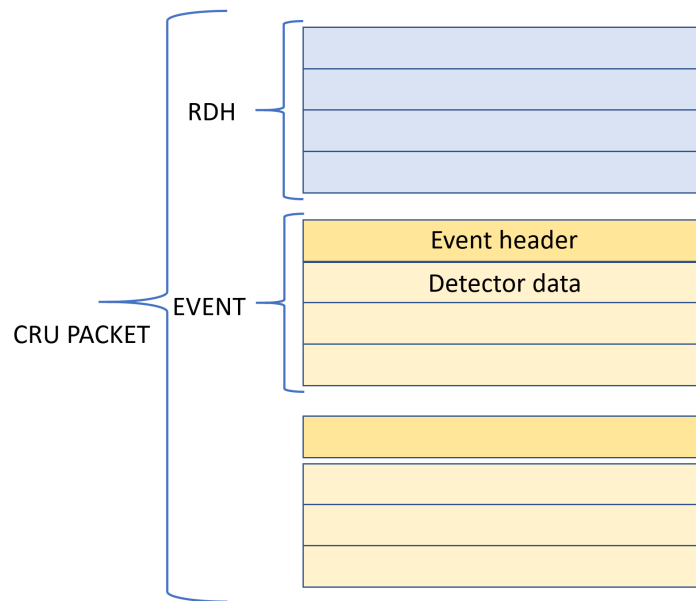 RDH
Event header
Detector data
EVENT
CRU PACKET